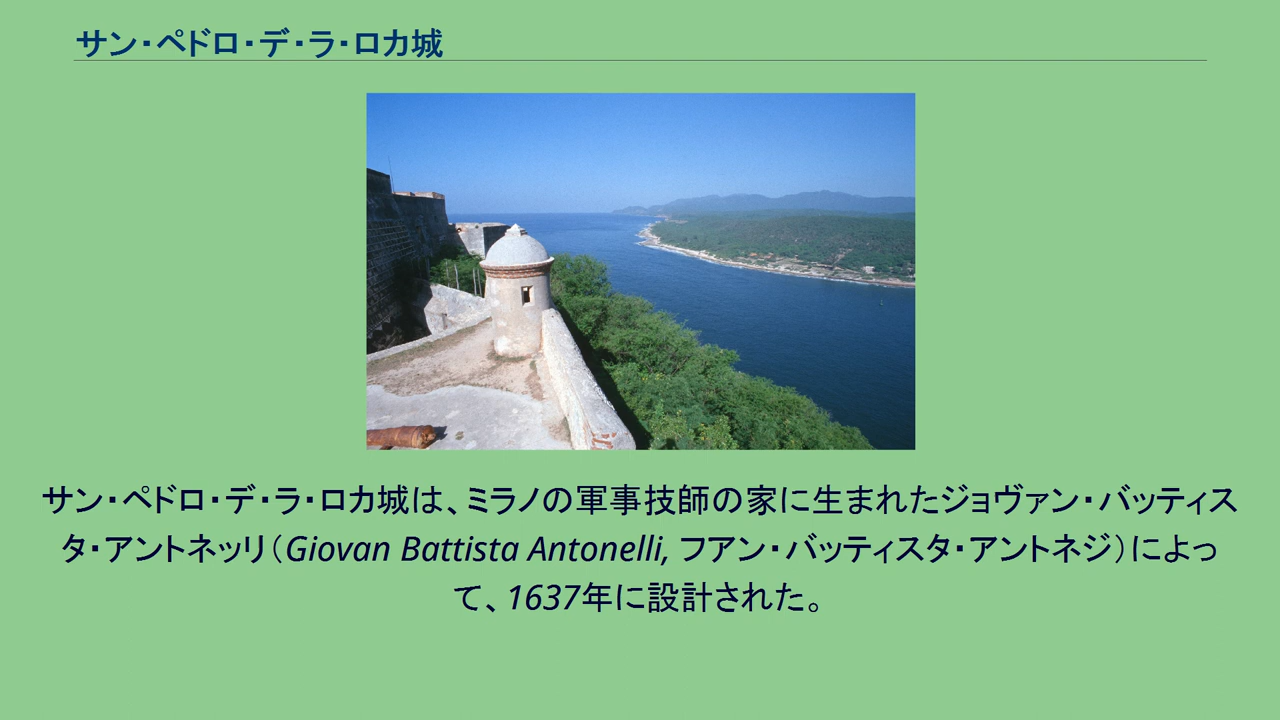 サン・ペドロ・デ・ラ・ロカ城
サン・ペドロ・デ・ラ・ロカ城は、ミラノの軍事技師の家に生まれたジョヴァン・バッティス
タ・アントネッリ（Giovan Battista Antonelli, フアン・バッティスタ・アントネジ）によっ
て、1637年に設計された。